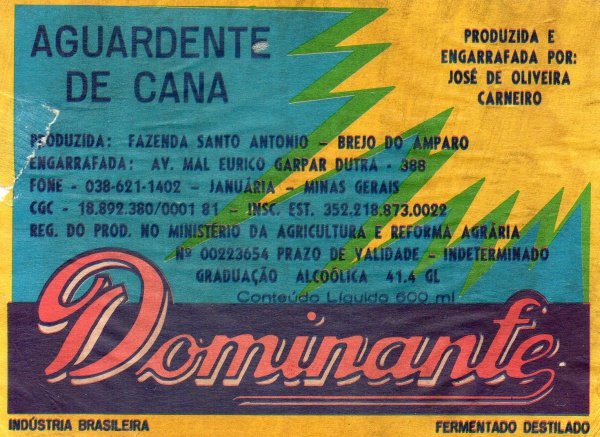 AGUARDENTE
DE CANA
PRODUZIDA E
ENGARRAFADA POR:
JOSÉ DE OLIVEIRA
CARNEIRO
PRODUZIDA: FAZENDA SANTO ANTONIO - BREJO DO AMPARO
ENGARRAFADA: AV. MAL EURICO GARPAR DUTRA - 388
FONE - 038-621-1402 - JANUÁRIA - MINAS GERAIS
CGC - 18.892.380/0001 81 - INSC. EST. 352.218.873.0022
REG. DO PROD. NO MINISTÉRIO DA AGRICULTURA E REFORMA AGRÁRIA
Nº 00223654 PRAZO DE VALIDADE - INDETERMINADO
GRADUAÇÃO ALCOÓLICA 41.4 GL
Conteúdo Líquido 600 ml
Dominante
INDÚSTRIA BRASILEIRA
FERMENTADO DESTILADO